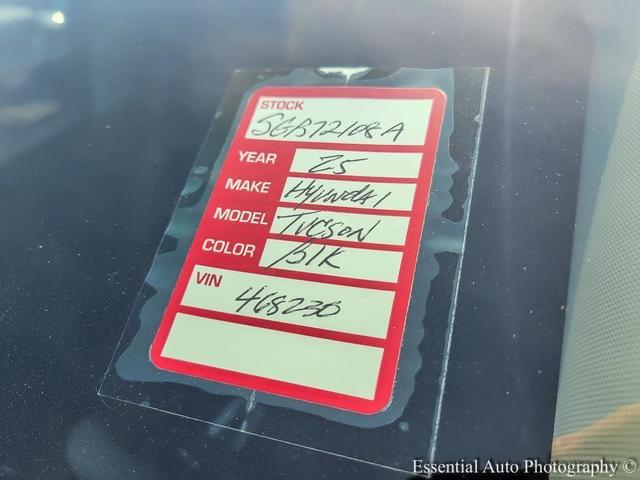 STOCK
SGB72108A
YEAR 25
MAKE Hyundai
MODEL TUCSON
COLOR blk
VIN
468230
Essential Auto Photography ©